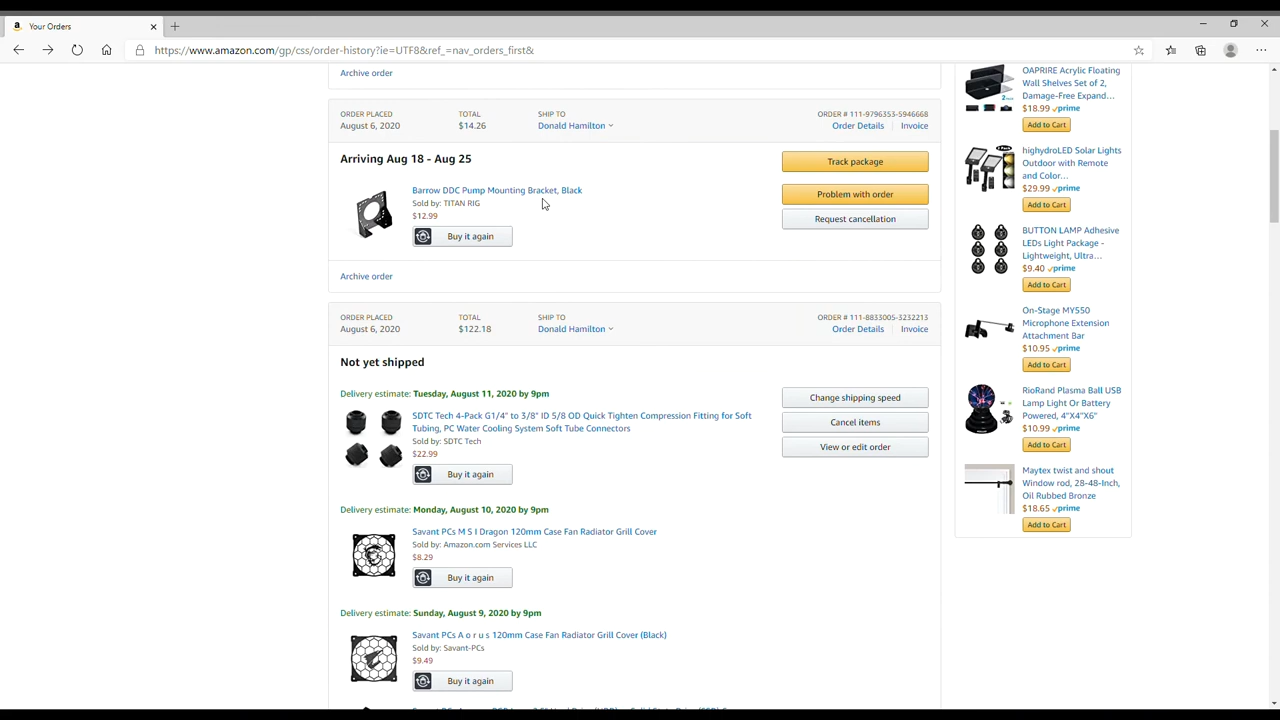 Your Orders
https://www.amazon.com/gp/css/order-history?ie=UTF8&ref_=nav_orders_first&
Archive order
ORDER PLACED
August 6, 2020
TOTAL
$14.26
SHIP TO
Donald Hamilton
ORDER # 111-9796353-5946668
Order Details
Invoice
Arriving Aug 18 - Aug 25
Barrow DDC Pump Mounting Bracket, Black
Sold by: TITAN RIG
$12.99
Buy it again
Track package
Problem with order
Request cancellation
Archive order
ORDER PLACED
August 6, 2020
TOTAL
$122.18
SHIP TO
Donald Hamilton
ORDER # 111-8833005-3232213
Order Details
Invoice
Not yet shipped
Delivery estimate: Tuesday, August 11, 2020 by 9pm
SDTC Tech 4-Pack G1/4" to 3/8" ID 5/8 OD Quick Tighten Compression Fitting for Soft
Tubing, PC Water Cooling System Soft Tube Connectors
Sold by: SDTC Tech
$22.99
Buy it again
Change shipping speed
Cancel items
View or edit order
Delivery estimate: Monday, August 10, 2020 by 9pm
Savant PCs M S I Dragon 120mm Case Fan Radiator Grill Cover
Sold by: Amazon.com Services LLC
$8.29
Buy it again
Delivery estimate: Sunday, August 9, 2020 by 9pm
Savant PCs A o r u s 120mm Case Fan Radiator Grill Cover (Black)
Sold by: Savant-PCs
$9.49
Buy it again
OAPRIRE Acrylic Floating
Wall Shelves Set of 2,
Damage-Free Expand...
$18.99 prime
Add to Cart
highydroLED Solar Lights
Outdoor with Remote
and Color...
$29.99 prime
Add to Cart
BUTTON LAMP Adhesive
LEDs Light Package -
Lightweight, Ultra...
$9.40 prime
Add to Cart
On-Stage MY550
Microphone Extension
Attachment Bar
$10.95 prime
Add to Cart
RioRand Plasma Ball USB
Lamp Light Or Battery
Powered, 4"X4"X6"
$10.99 prime
Add to Cart
Maytex twist and shout
Window rod, 28-48-Inch,
Oil Rubbed Bronze
$18.65 prime
Add to Cart